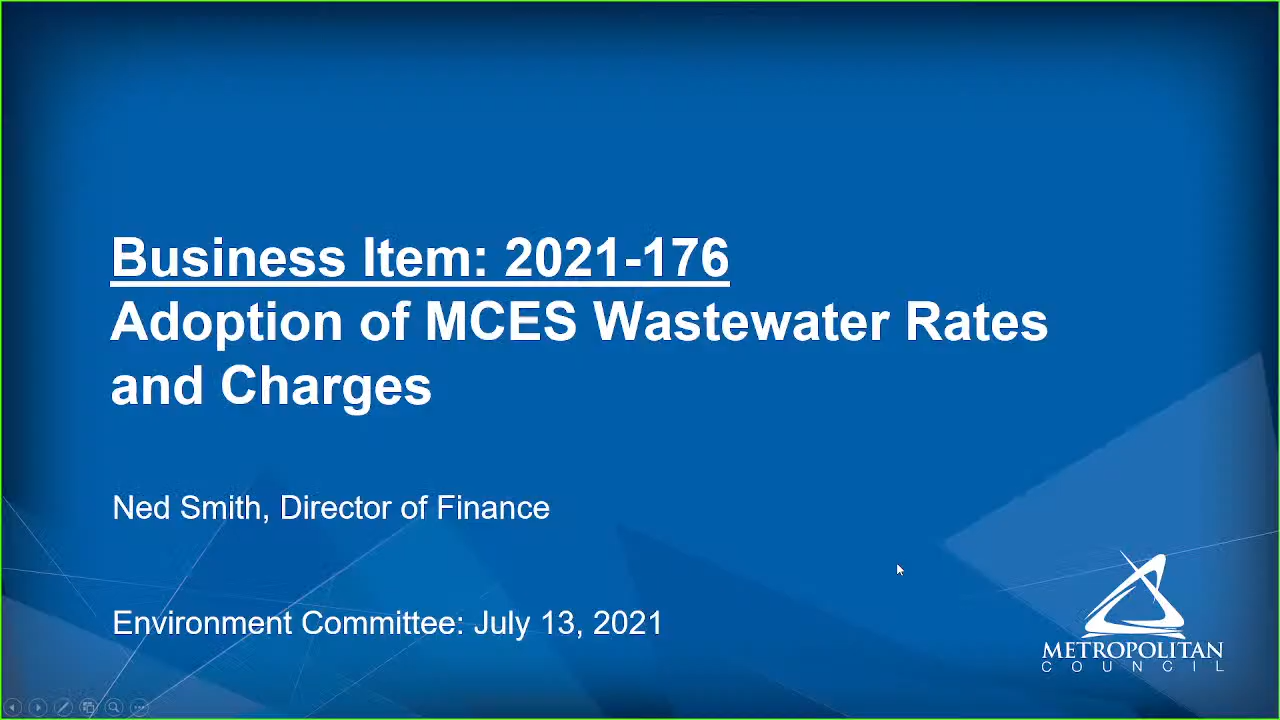 Business Item: 2021-176
Adoption of MCES Wastewater Rates
and Charges
Ned Smith, Director of Finance
Environment Committee: July 13, 2021
METROPOLITAN
COUNCIL